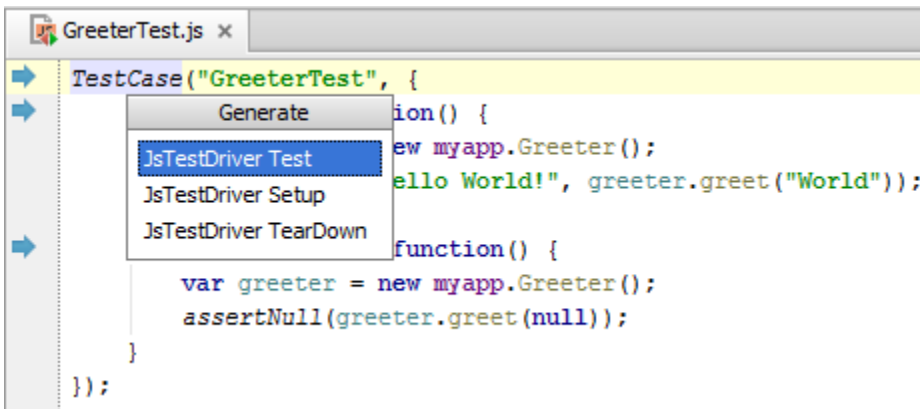 GreeterTest.js ×
TestCase("GreeterTest", {
Generate
ion() {
JsTestDriver Test
ew myapp.Greeter();
JsTestDriver Setup
ello World!", greeter.greet("World"));
JsTestDriver TearDown
function() {
var greeter = new myapp.Greeter();
assertNull(greeter.greet(null));
}
});